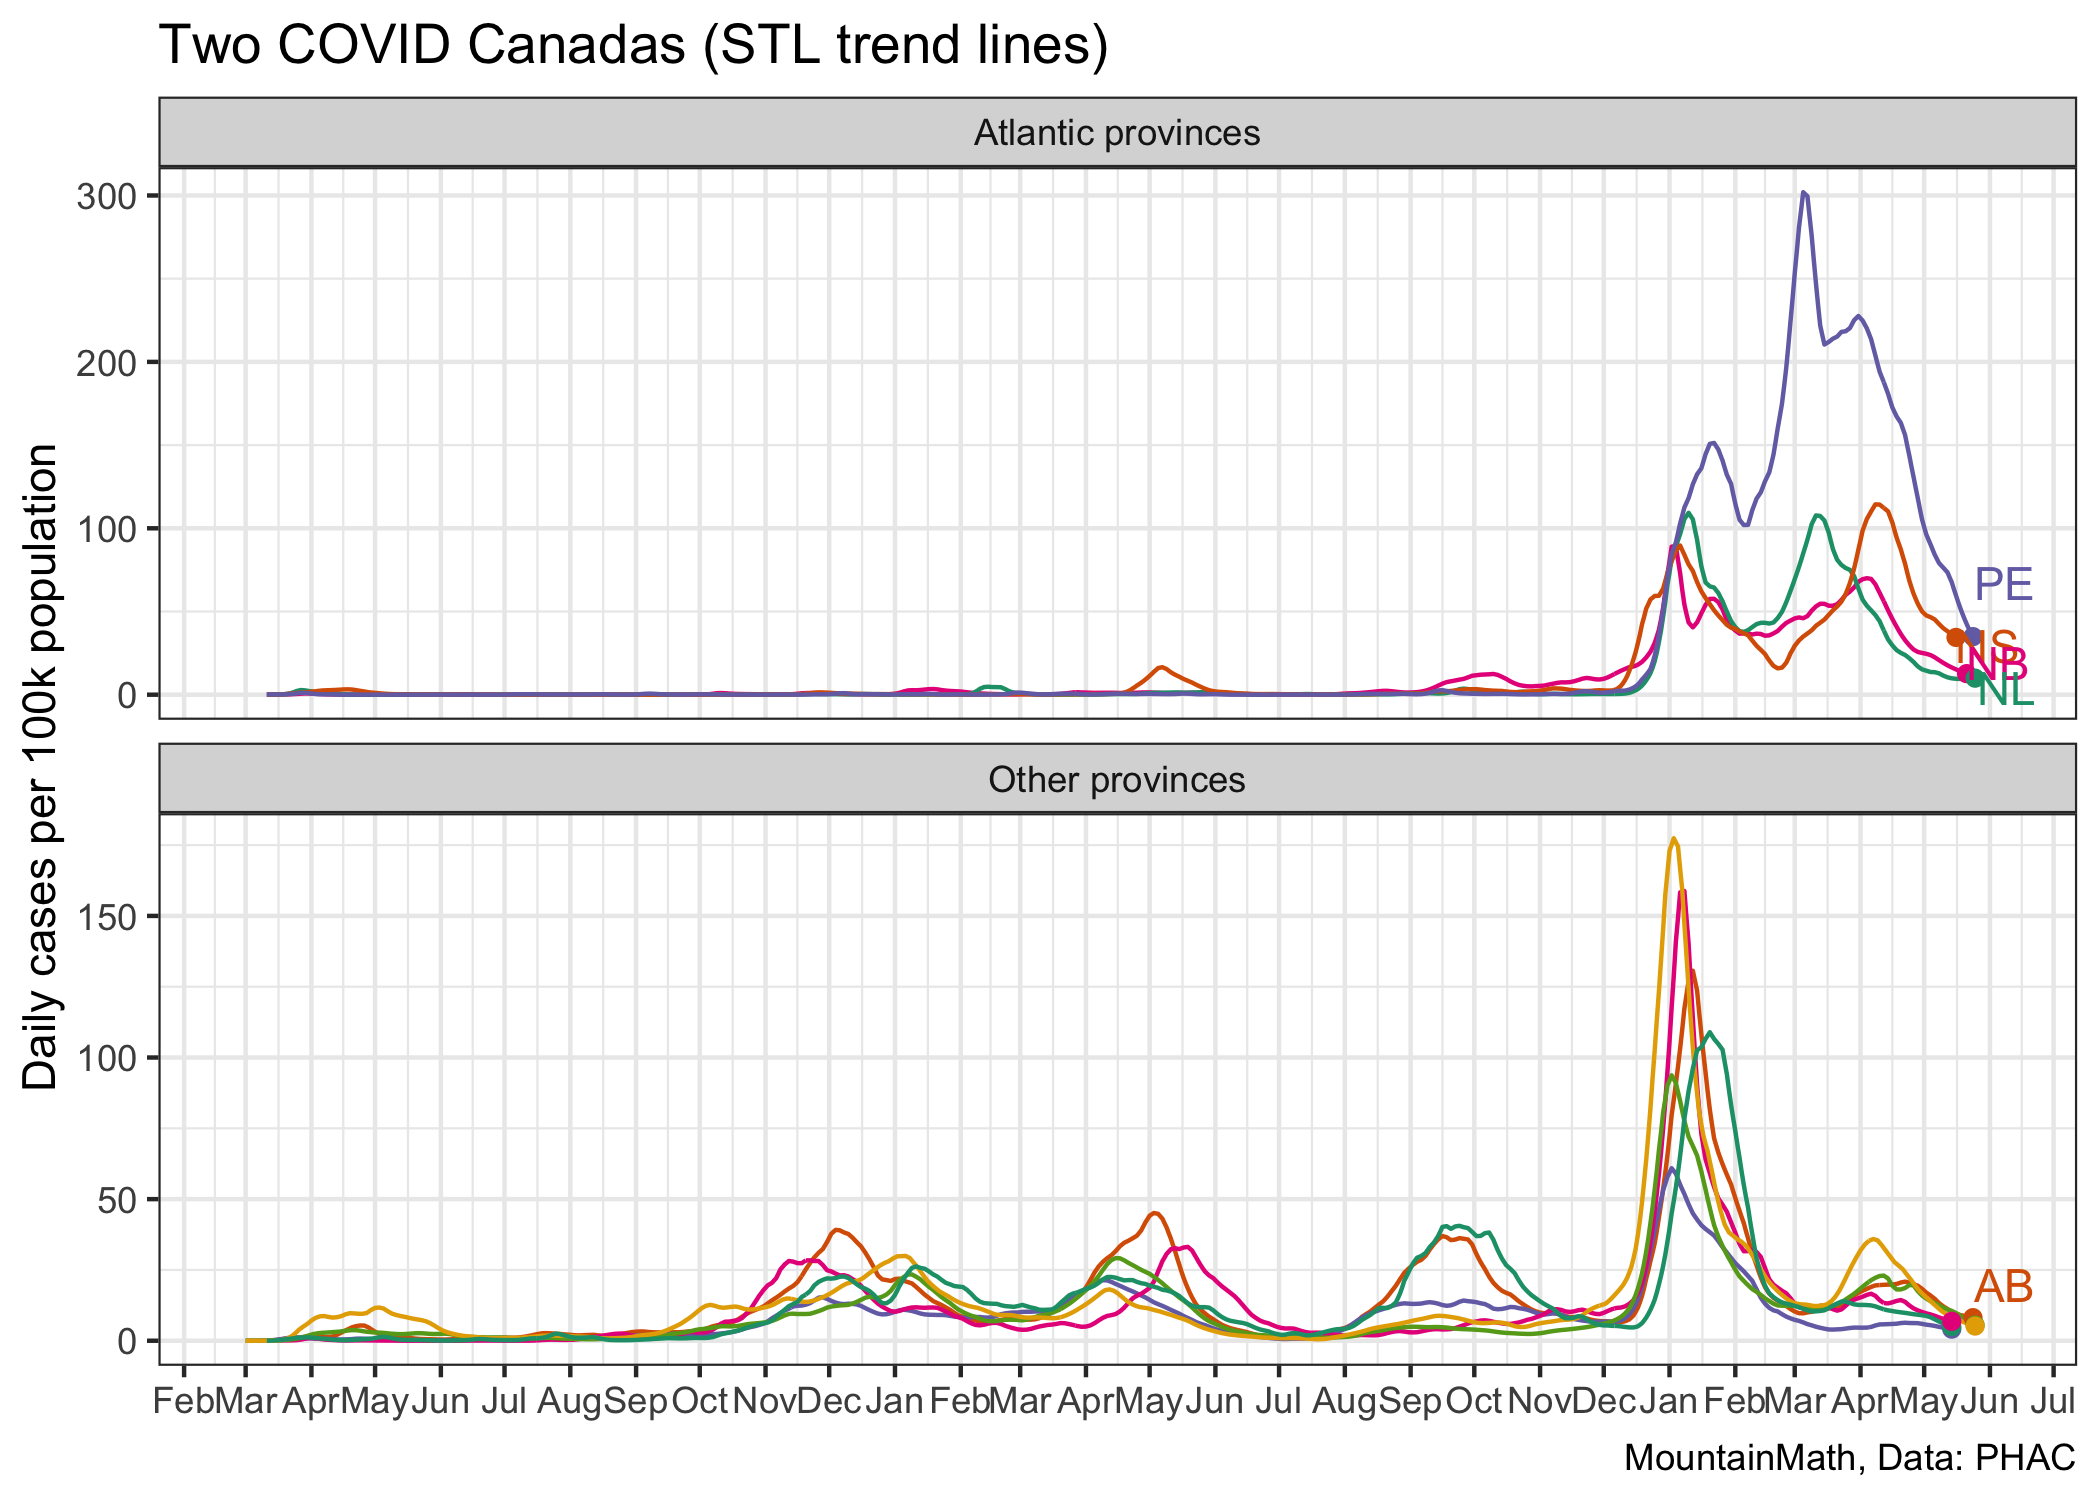 Two COVID Canadas (STL trend lines)
Atlantic provinces
Daily cases per 100k population
300
200
100
0
PE
NS
NB
NL
Other provinces
150
100
50
0
AB
Feb Mar Apr May Jun Jul Aug Sep Oct Nov Dec Jan Feb Mar Apr May Jun Jul Aug Sep Oct Nov Dec Jan Feb Mar Apr May Jun Jul
MountainMath, Data: PHAC